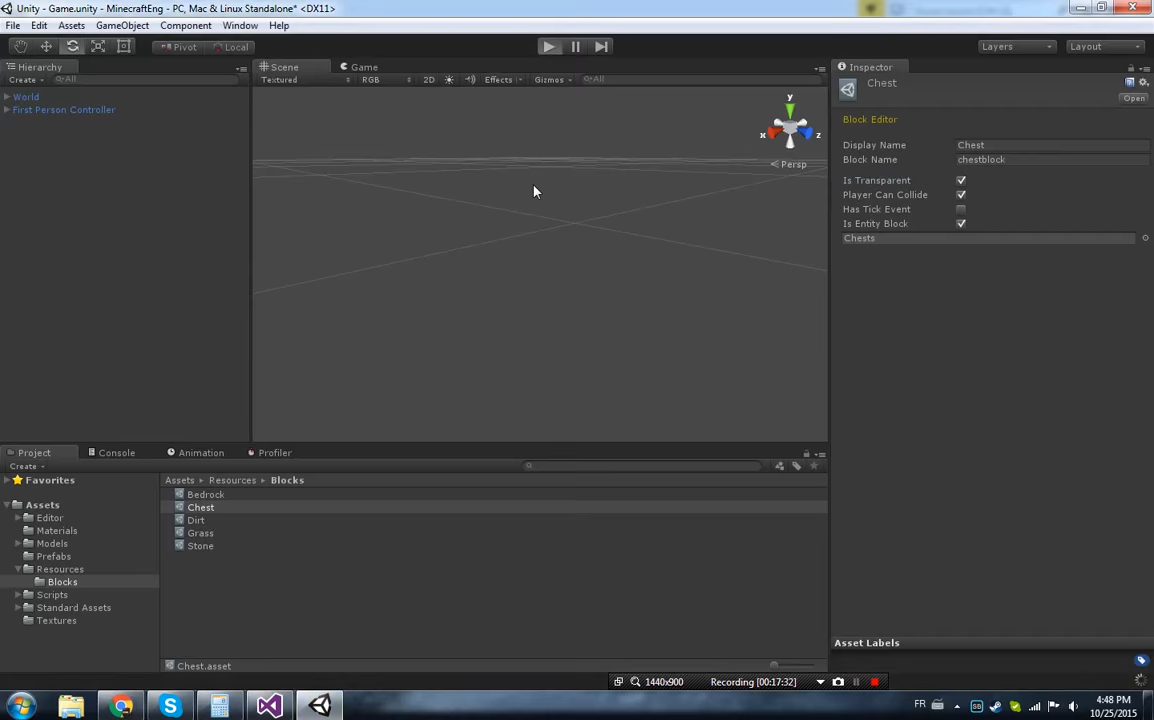 Unity - Game.unity - MinecraftEng - PC, Mac & Linux Standalone* <DX11>
File Edit Assets GameObject Component Window Help
Pivot Local Layers Layout
Hierarchy Scene Game Inspector
Create All Textured RGB 2D Effects Gizmos All
World
First Person Controller
y
x z
Persp
Chest
Open
Block Editor
Display Name Chest
Block Name chestblock
Is Transparent
Player Can Collide
Has Tick Event
Is Entity Block
Chests
Project Console Animation Profiler
Create
Favorites
Assets
Editor
Materials
Models
Prefabs
Resources
Blocks
Scripts
Standard Assets
Textures
Assets Resources Blocks
Bedrock
Chest
Dirt
Grass
Stone
Chest.asset
Asset Labels
1440x900 Recording [00:17:32]
FR
4:48 PM
10/25/2015